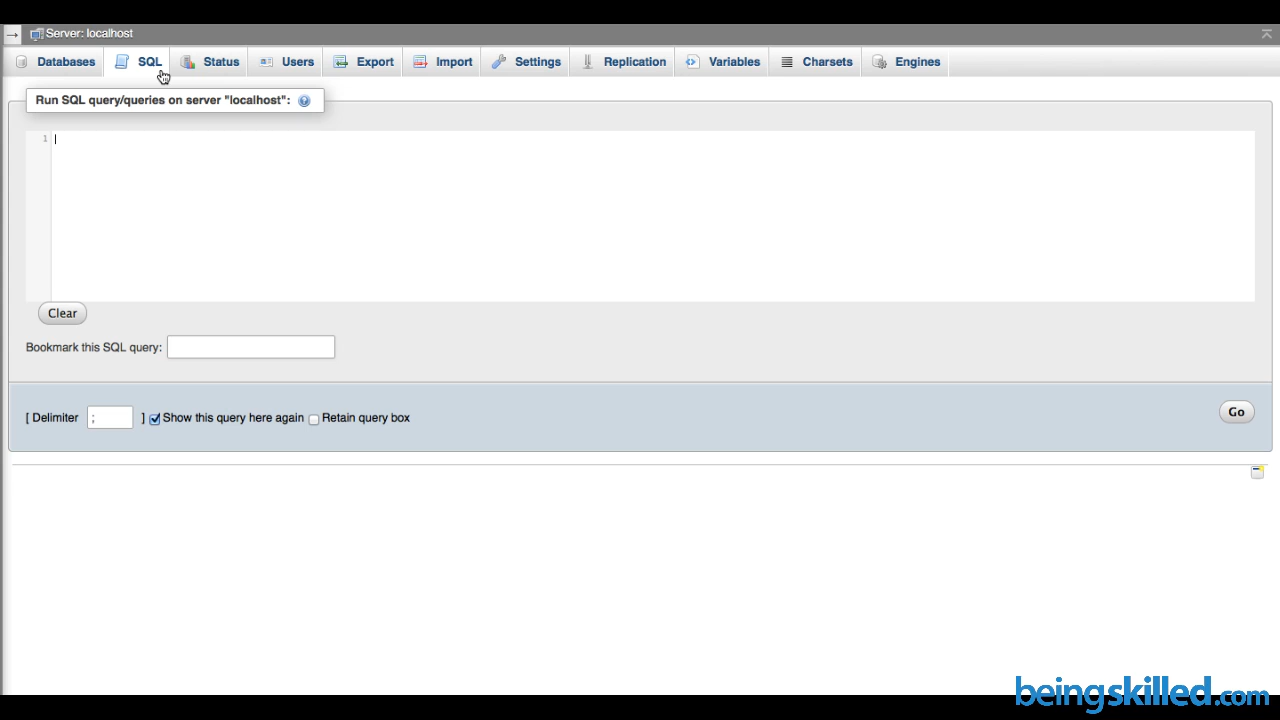 Server: localhost
Databases SQL Status Users Export Import Settings Replication Variables Charsets Engines
Run SQL query/queries on server "localhost":
1
Clear
Bookmark this SQL query:
[ Delimiter ; ] Show this query here again Retain query box Go
beingskilled.com